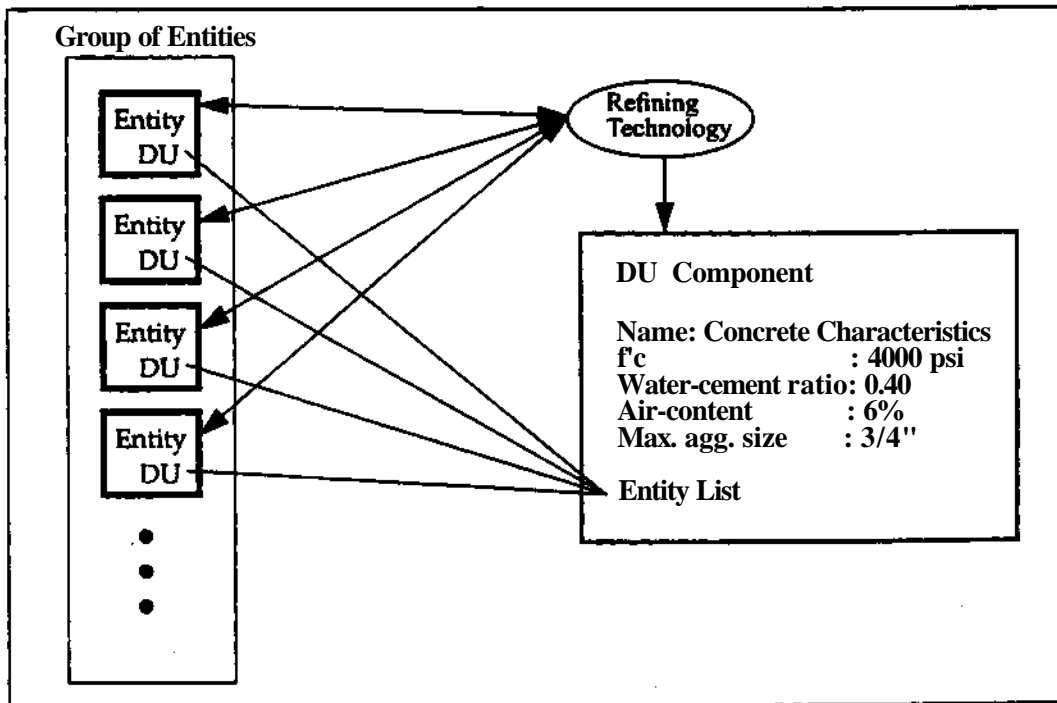 Group of Entities
Entity
DU
Entity
DU
Entity
DU
Entity
DU
Refining
Technology
DU Component
Name: Concrete Characteristics
f'c : 4000 psi
Water-cement ratio: 0.40
Air-content : 6%
Max. agg. size : 3/4"
Entity List